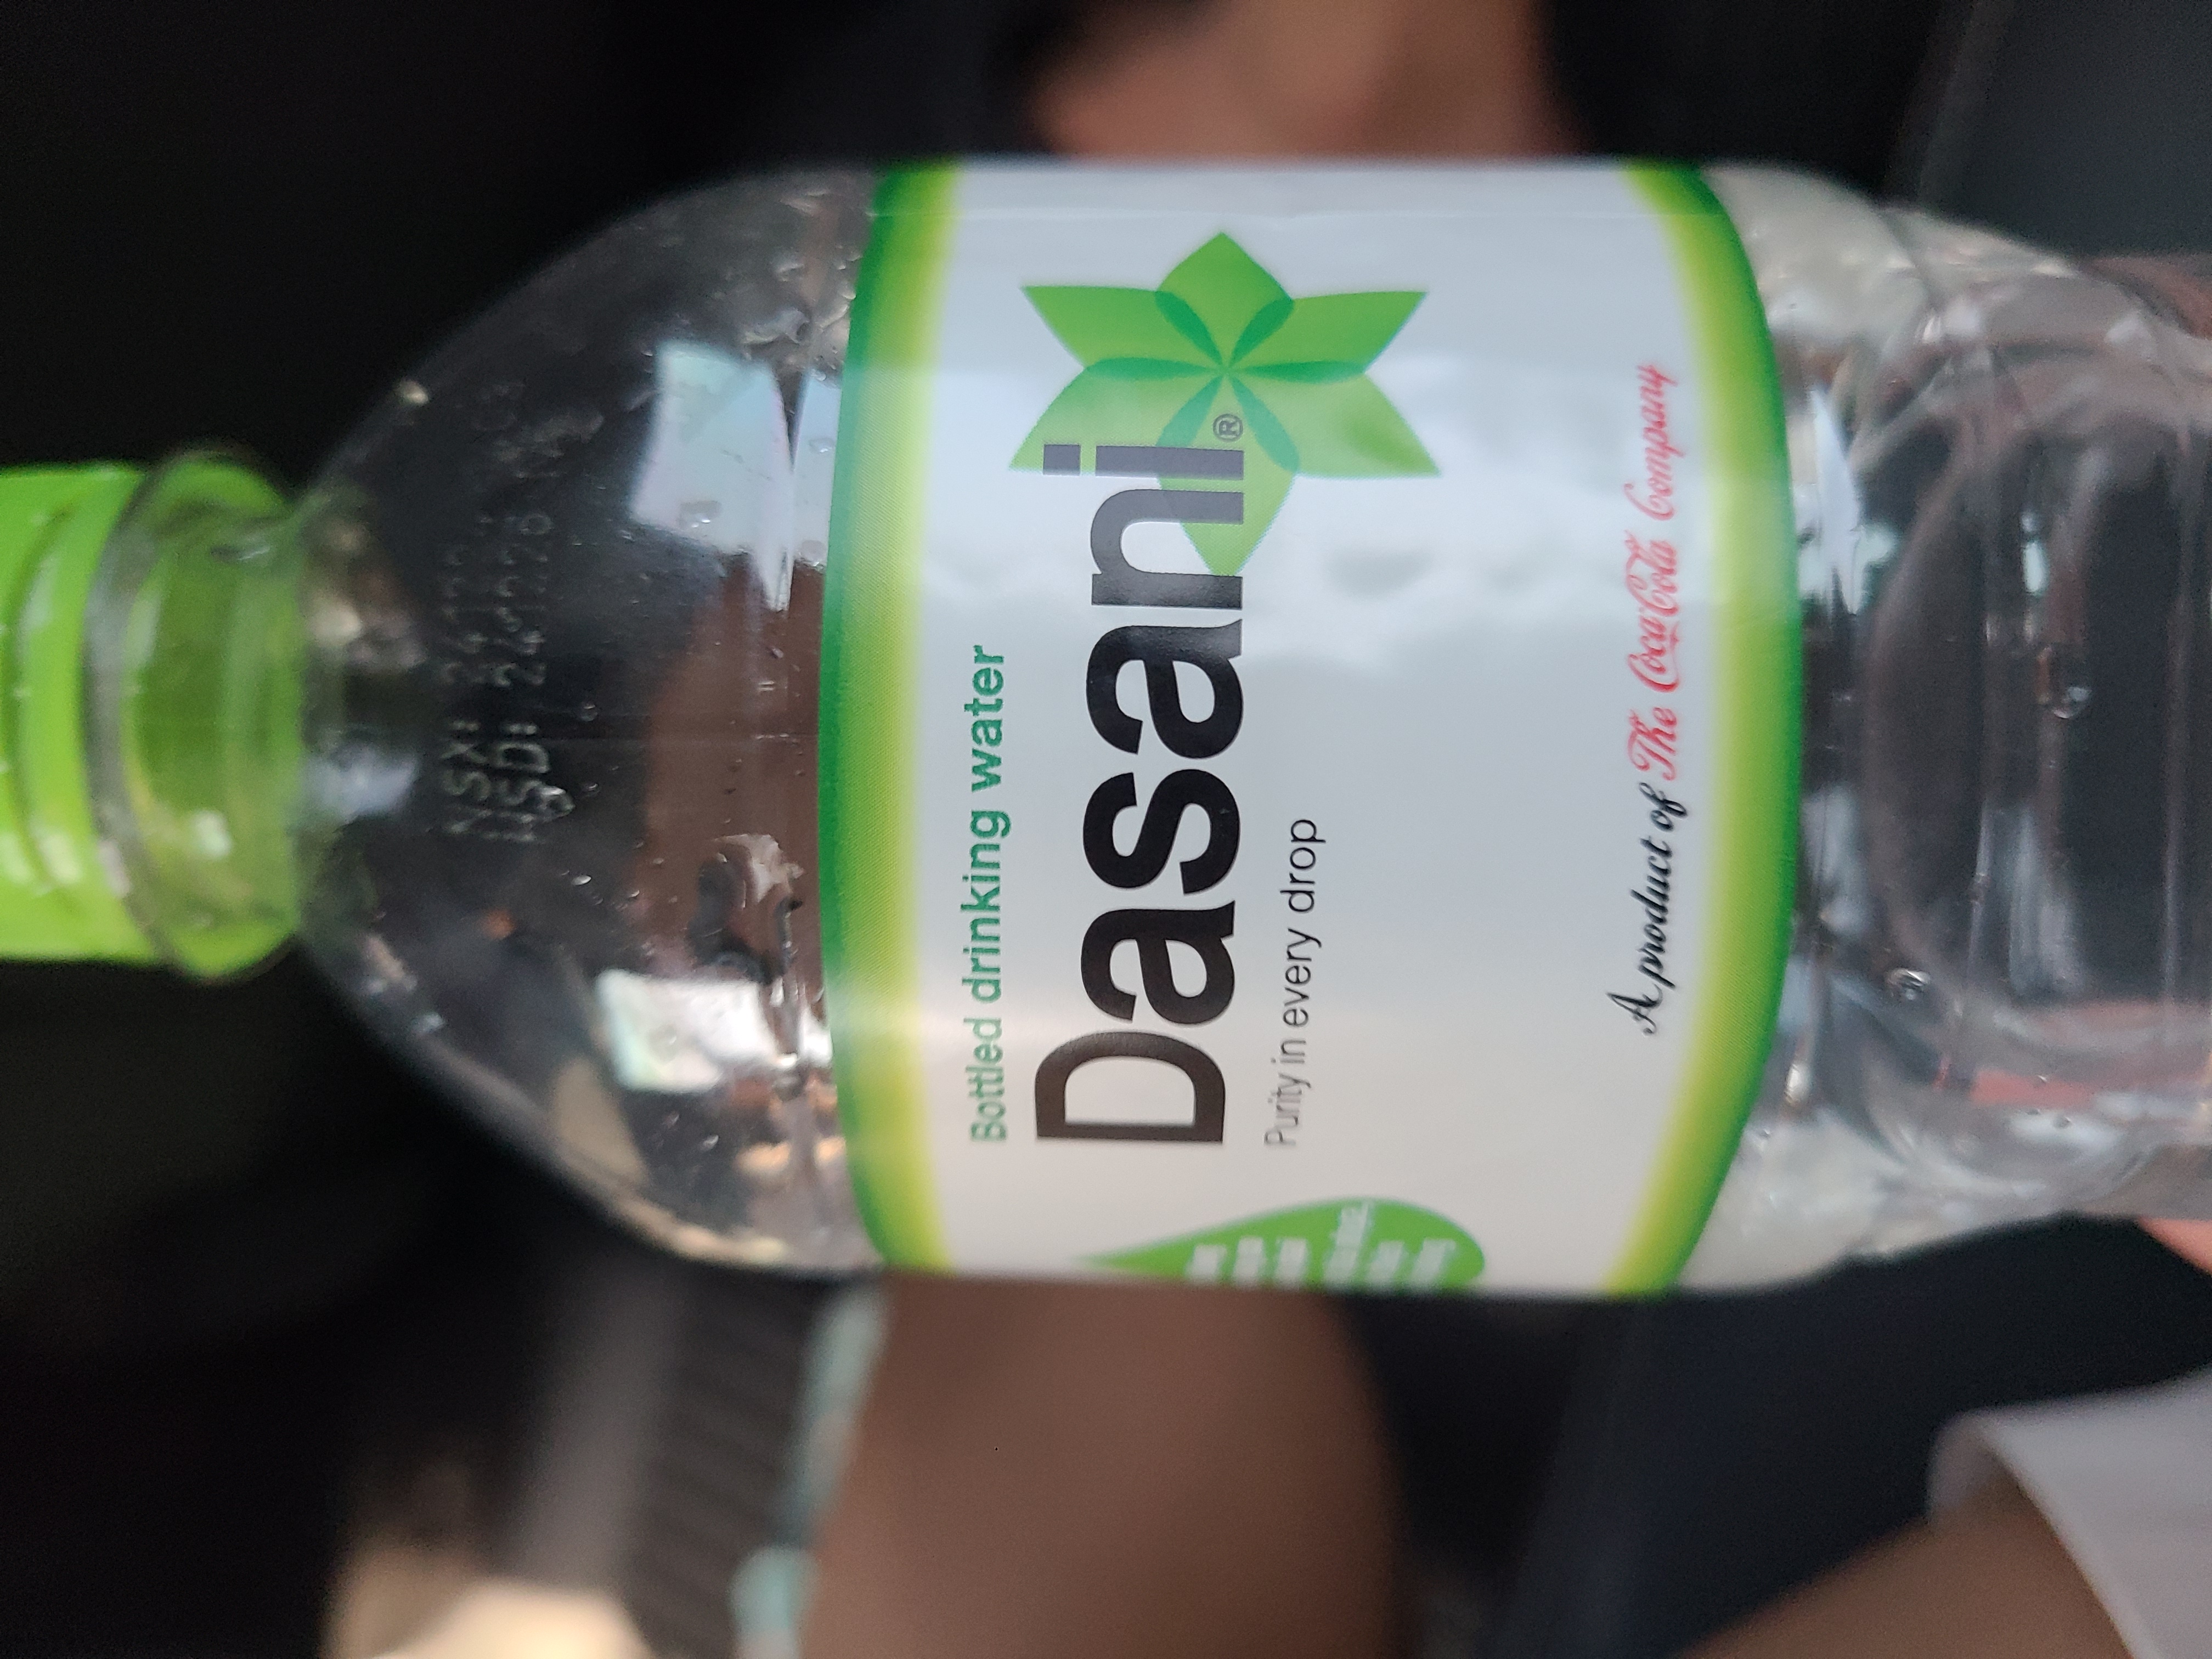 NSX:
HSD:
Bottled drinking water
Dasani®
Purity in every drop
A product of The Coca-Cola Company